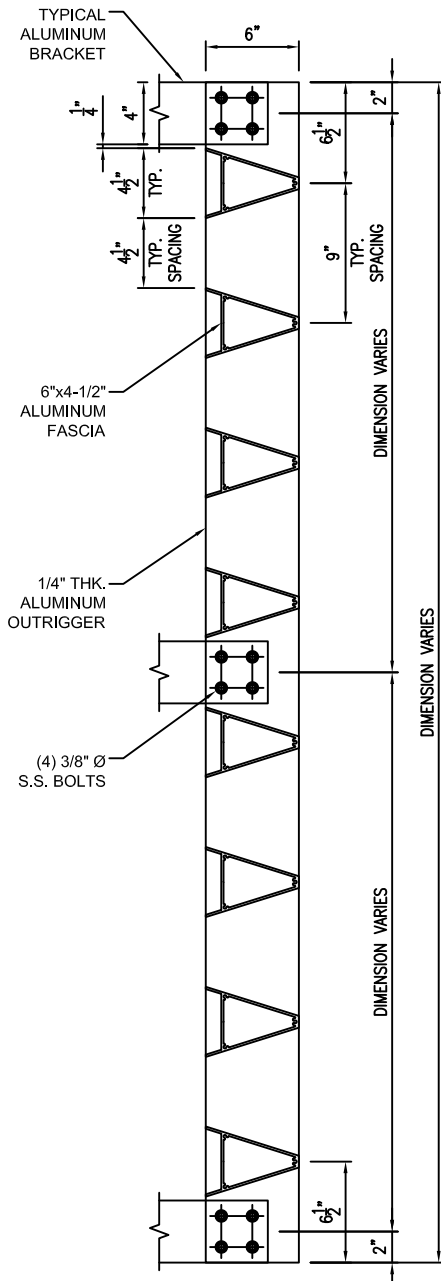 TYPICAL
ALUMINUM
BRACKET
6"
1/4
4"
6 1/2"
2"
4 1/2" TYP.
4 1/2" TYP.
SPACING
9" TYP.
SPACING
DIMENSION VARIES
6"x4-1/2"
ALUMINUM
FASCIA
1/4" THK.
ALUMINUM
OUTRIGGER
DIMENSION VARIES
(4) 3/8" Ø
S.S. BOLTS
DIMENSION VARIES
6 1/2"
2"